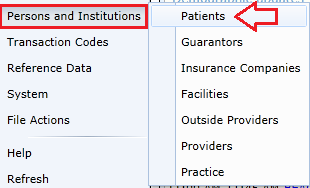 Persons and Institutions
Transaction Codes
Reference Data
System
File Actions
Help
Refresh
Patients
Guarantors
Insurance Companies
Facilities
Outside Providers
Providers
Practice